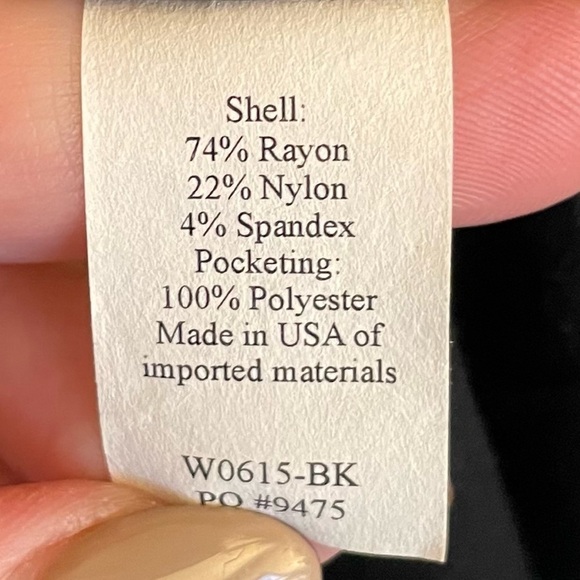 Shell:
74% Rayon
22% Nylon
4% Spandex
Pocketing:
100% Polyester
Made in USA of
imported materials
W0615-BK
PO #9475